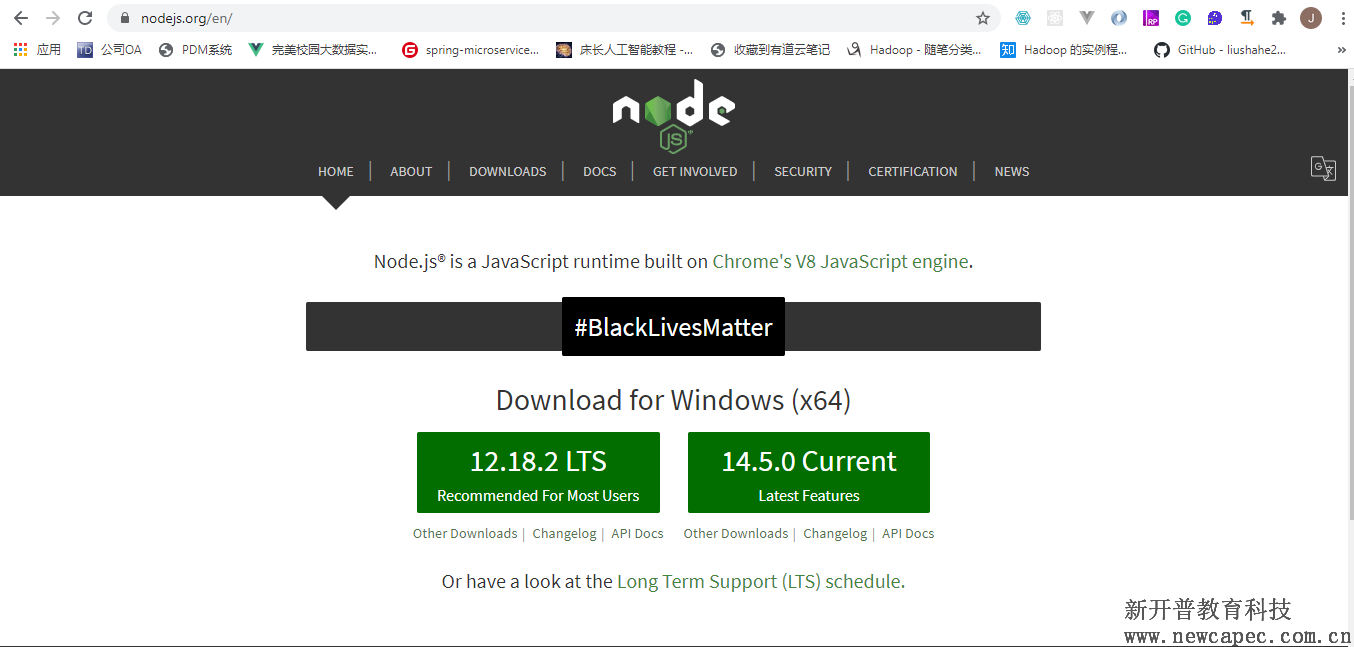 nodejs.org/en/
RP G J
应用 TD 公司OA PDM系统 完美校园大数据实... G spring-microservice... 床长人工智能教程 -... 收藏到有道云笔记 Hadoop - 随笔分类... 知 Hadoop 的实例程... GitHub - liushahe2... »
node
JS
HOME ABOUT DOWNLOADS DOCS GET INVOLVED SECURITY CERTIFICATION NEWS
Node.js® is a JavaScript runtime built on Chrome's V8 JavaScript engine.
#BlackLivesMatter
Download for Windows (x64)
12.18.2 LTS 14.5.0 Current
Recommended For Most Users Latest Features
Other Downloads | Changelog | API Docs Other Downloads | Changelog | API Docs
Or have a look at the Long Term Support (LTS) schedule.
新开普教育科技
www.newcapec.com.cn